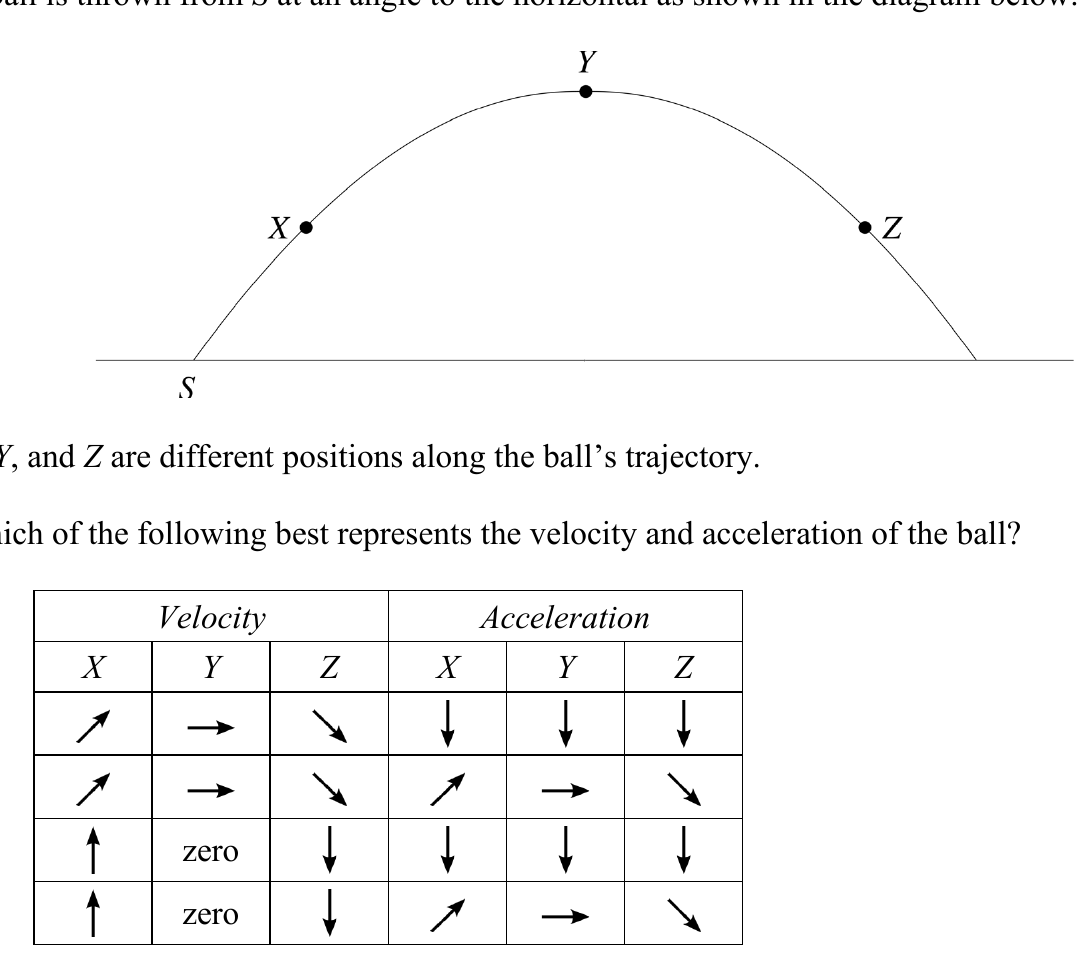 is thrown from S at an angle to the horizontal as shown in the diagram below.
Y
X
Z
S
Y, and Z are different positions along the ball’s trajectory.
of the following best represents the velocity and acceleration of the ball?
Velocity Acceleration
X Y Z X Y Z
zero
zero